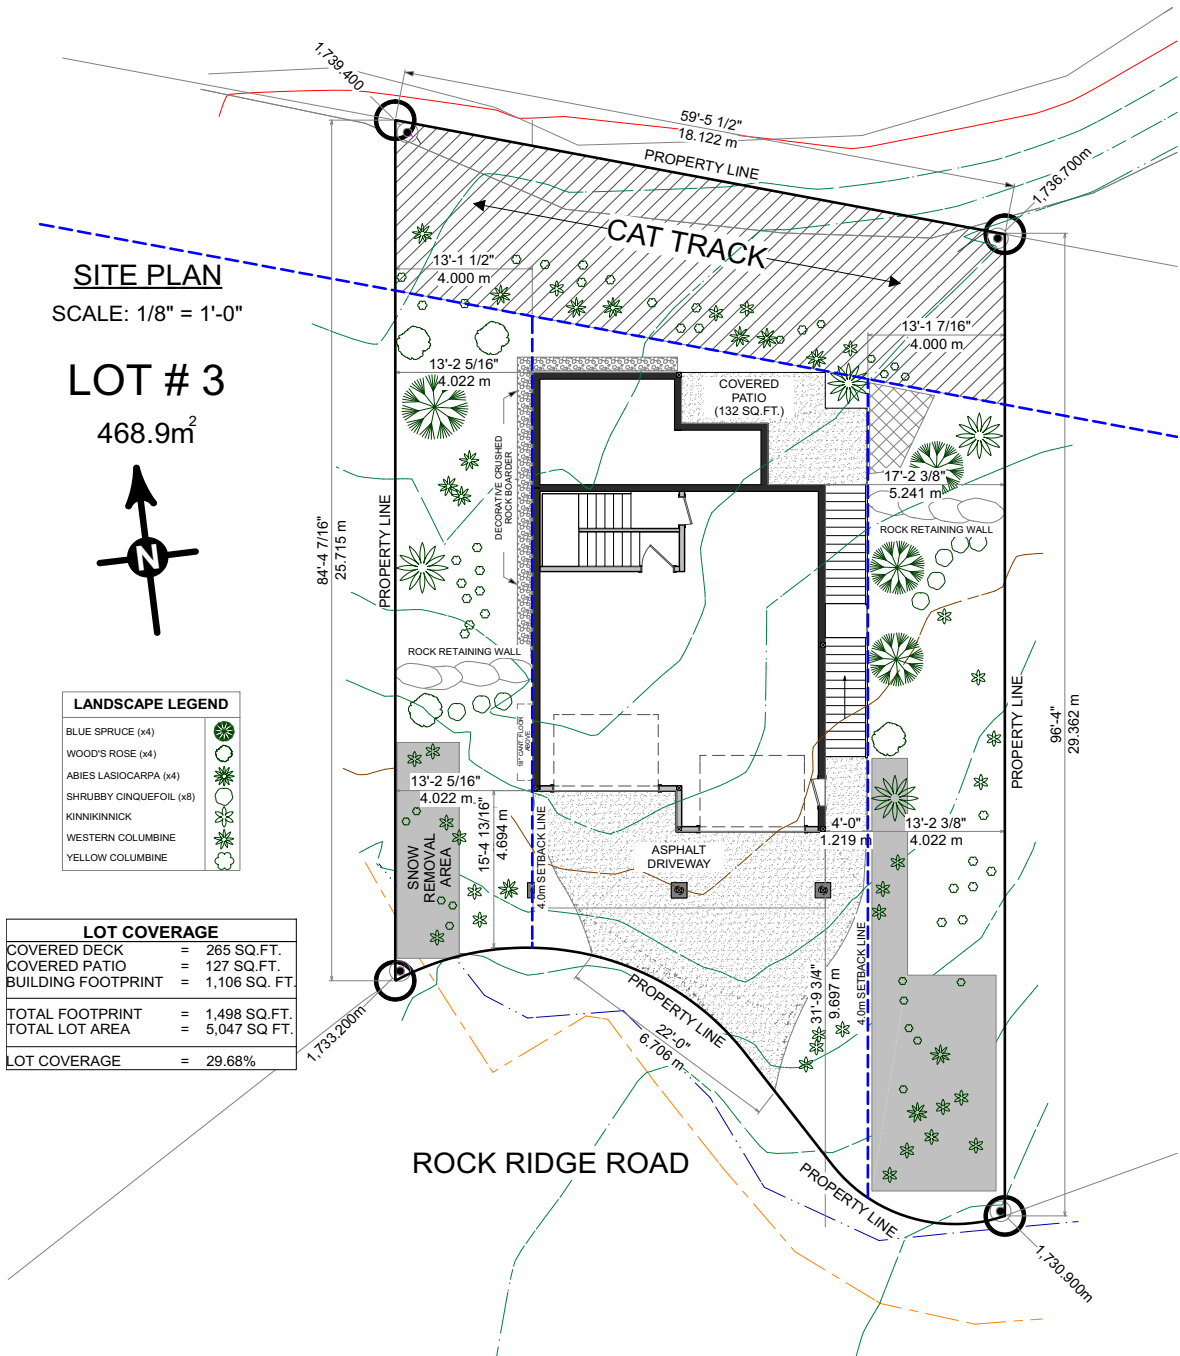 1,739.400
59'-5 1/2"
18.122 m
PROPERTY LINE
1,736.700m
CAT TRACK
SITE PLAN
SCALE: 1/8" = 1'-0"
LOT # 3
468.9m²
N
13'-1 1/2"
4.000 m
13'-1 7/16"
4.000 m
13'-2 5/16"
4.022 m
COVERED
PATIO
(132 SQ.FT.)
DECORATIVE CRUSHED
ROCK BOARDER
17'-2 3/8"
5.241 m
ROCK RETAINING WALL
84'-4 7/16"
25.715 m
PROPERTY LINE
ROCK RETAINING WALL
18" CANT. FLOOR
ABOVE
PROPERTY LINE
96'-4"
29.362 m
LANDSCAPE LEGEND
BLUE SPRUCE (x4)
WOOD'S ROSE (x4)
ABIES LASIOCARPA (x4)
SHRUBBY CINQUEFOIL (x8)
KINNIKINNICK
WESTERN COLUMBINE
YELLOW COLUMBINE
13'-2 5/16"
4.022 m
15'-4 13/16"
4.694 m
4.0m SETBACK LINE
SNOW
REMOVAL
AREA
ASPHALT
DRIVEWAY
4'-0"
1.219 m
13'-2 3/8"
4.022 m
4.0m SETBACK LINE
31'-9 3/4"
9.697 m
PROPERTY LINE
22'-0"
6.706 m
LOT COVERAGE
COVERED DECK = 265 SQ.FT.
COVERED PATIO = 127 SQ.FT.
BUILDING FOOTPRINT = 1,106 SQ. FT.
TOTAL FOOTPRINT = 1,498 SQ.FT.
TOTAL LOT AREA = 5,047 SQ FT.
LOT COVERAGE = 29.68%
1,733.200m
ROCK RIDGE ROAD
PROPERTY LINE
1,730.900m